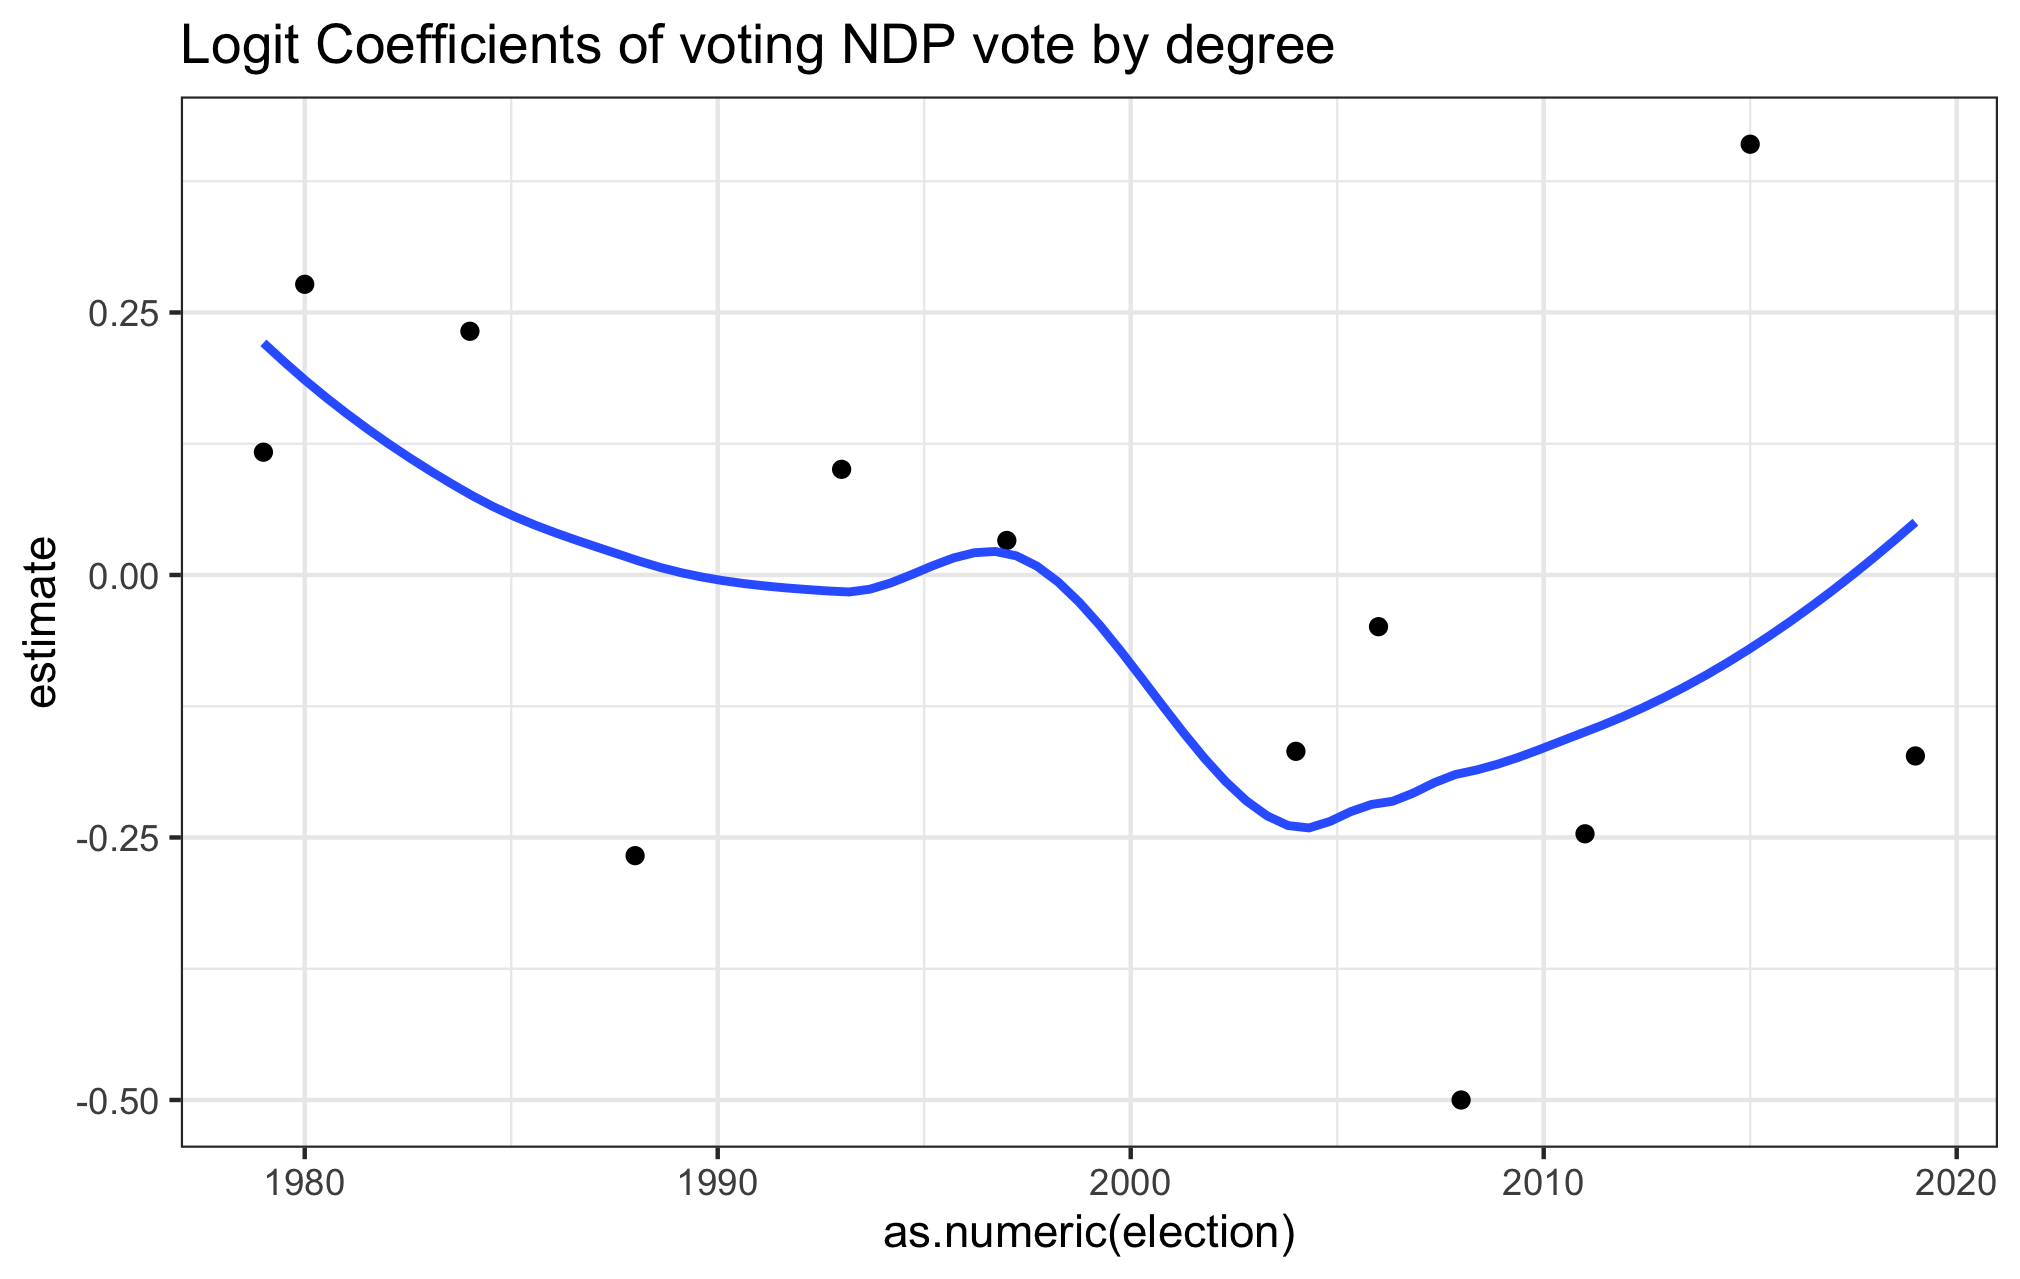 Logit Coefficients of voting NDP vote by degree
estimate
0.25
0.00
-0.25
-0.50
1980 1990 2000 2010 2020
as.numeric(election)